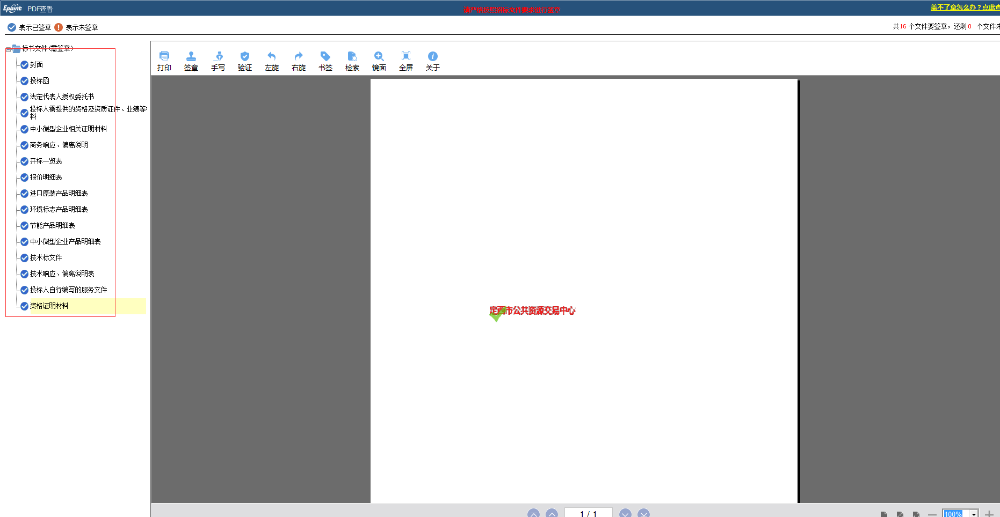 Epoint PDF查看
请严格按照招标文件要求进行签章
盖不了章怎么办？点此查
表示已签章 表示未签章
共16 个文件要签章，还剩0 个文件未
标书文件(需签章)
封面
投标函
法定代表人授权委托书
投标人需提供的资格及资质证件、业绩等
料
中小微型企业相关证明材料
商务响应、偏离说明
开标一览表
报价明细表
进口原装产品明细表
环境标志产品明细表
节能产品明细表
中小微型企业产品明细表
技术标文件
技术响应、偏离说明表
投标人自行编写的服务文件
资格证明材料
打印 签章 手写 验证 左旋 右旋 书签 检索 镜面 全屏 关于
定西市公共资源交易中心
1 / 1
100%